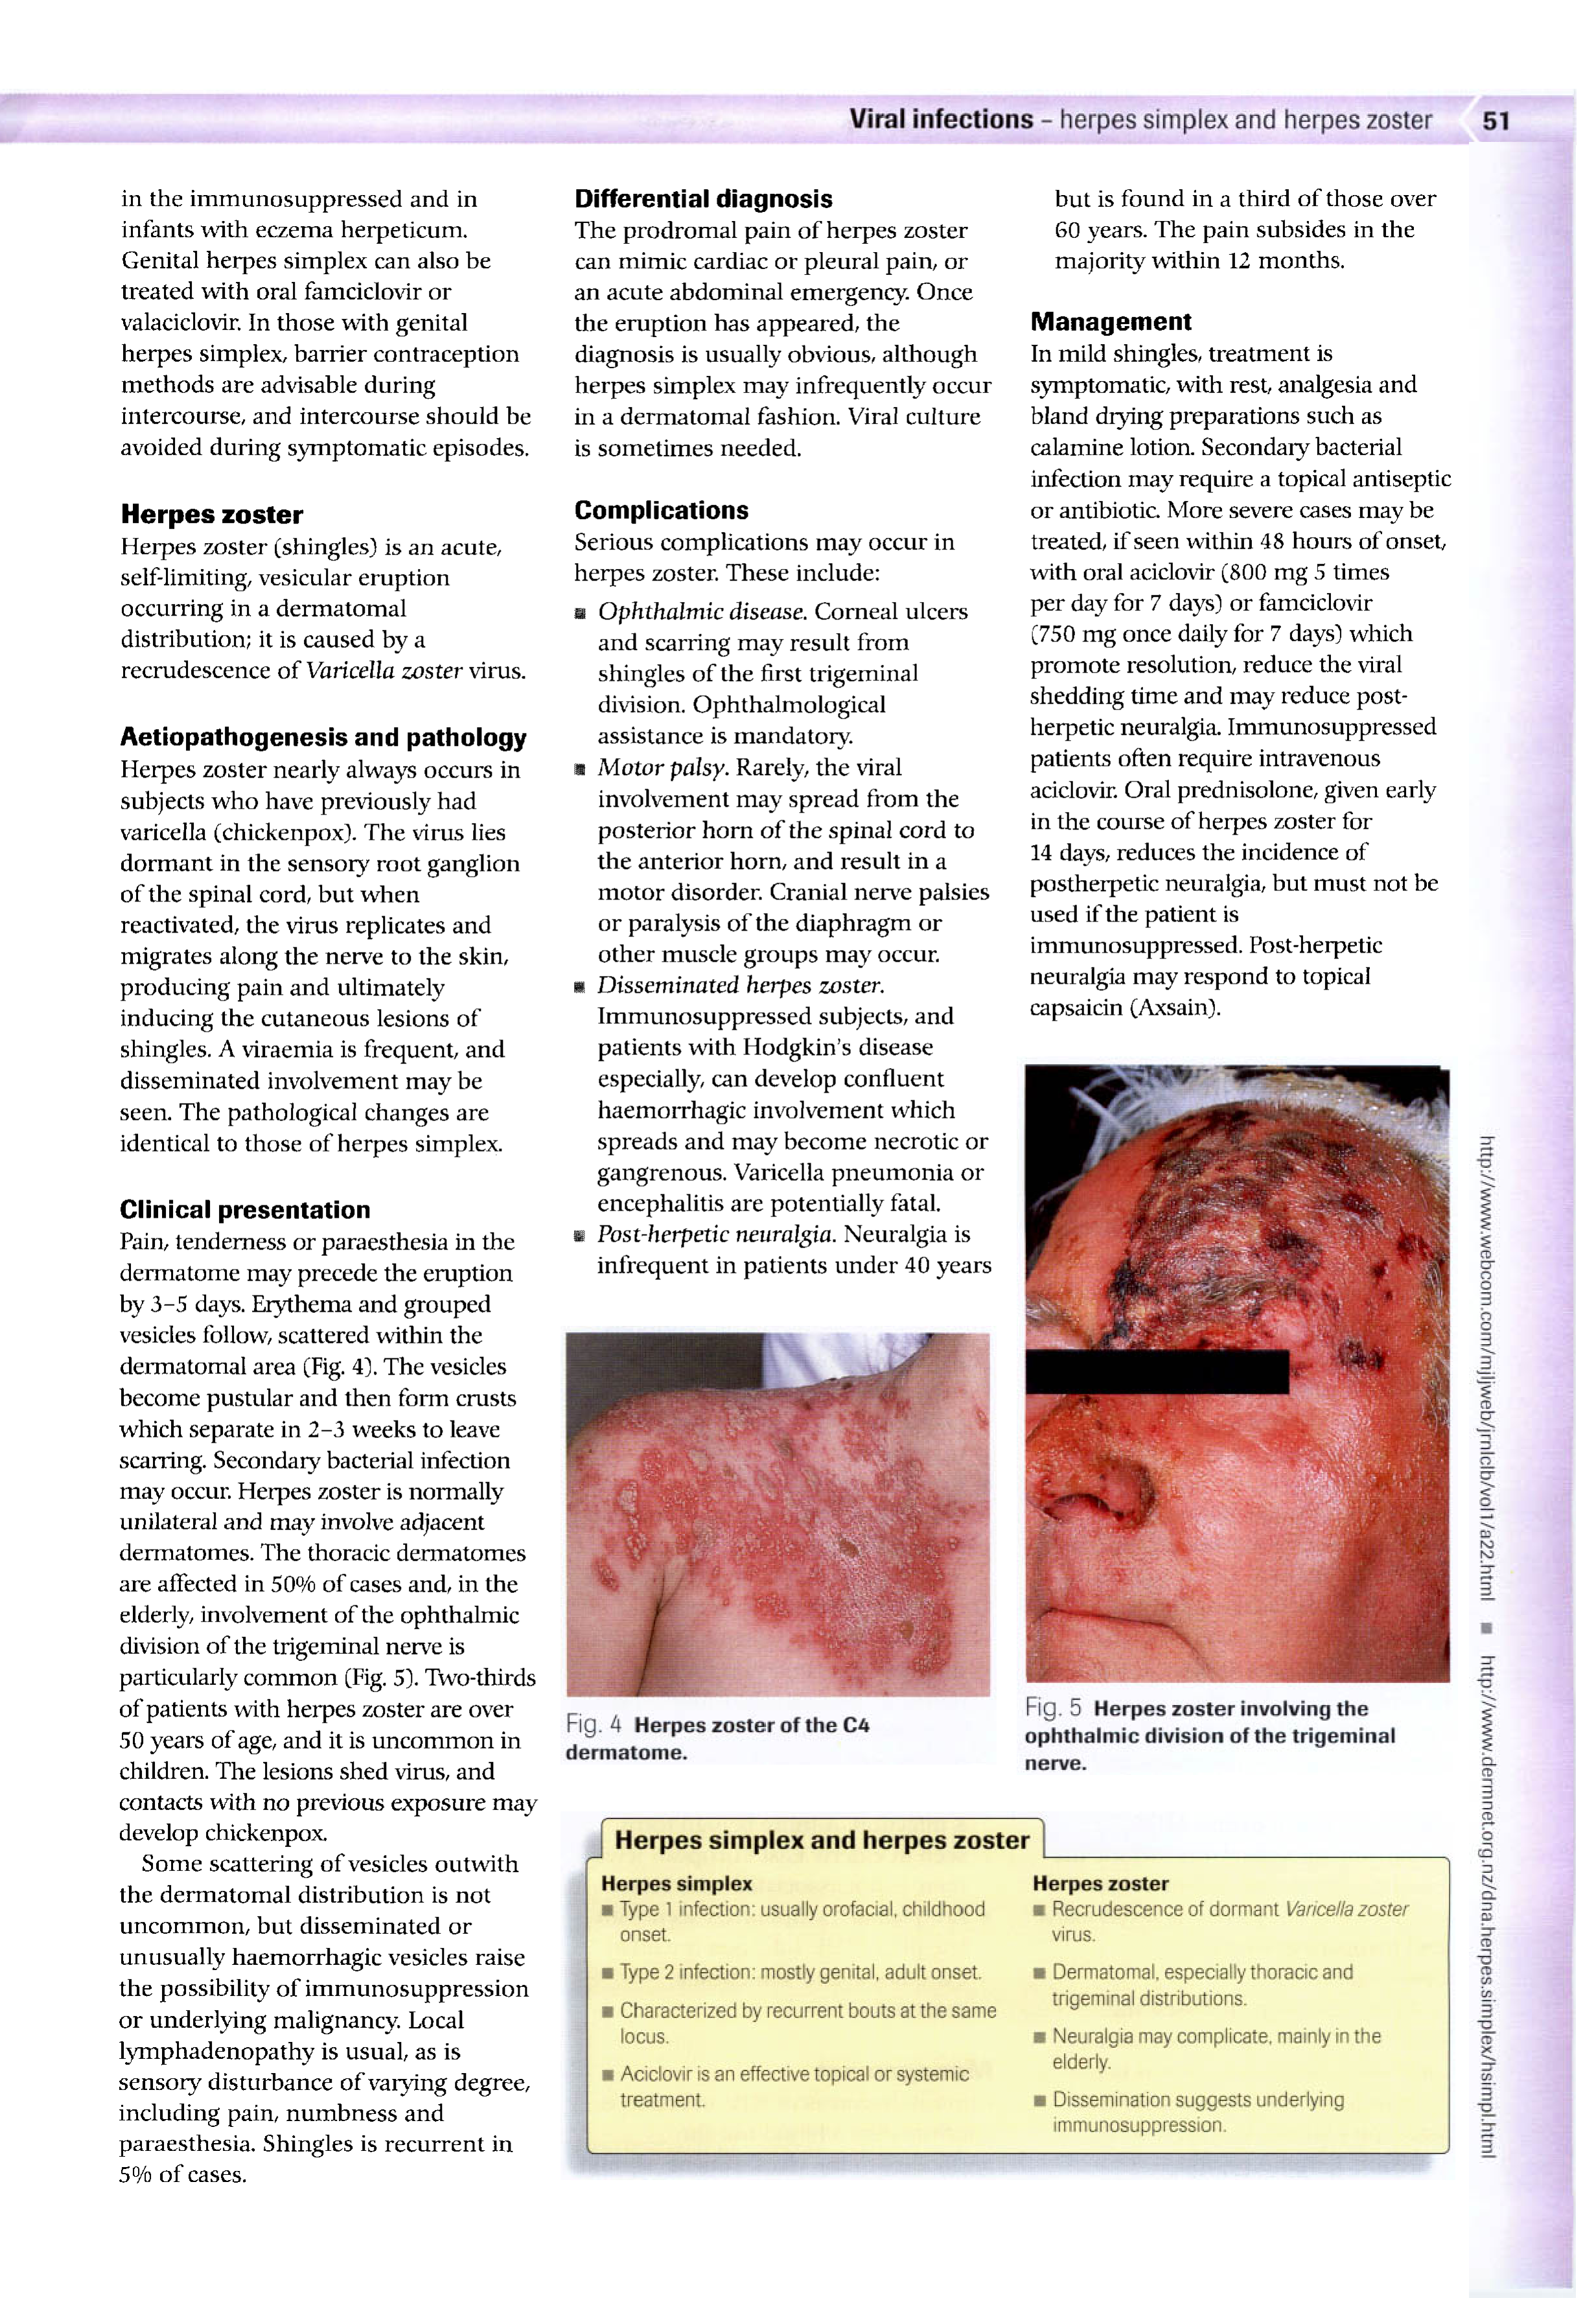 Viral infections – herpes simplex and herpes zoster 51
in the immunosuppressed and in
infants with eczema herpeticum.
Genital herpes simplex can also be
treated with oral famciclovir or
valaciclovir. In those with genital
herpes simplex, barrier contraception
methods are advisable during
intercourse, and intercourse should be
avoided during symptomatic episodes.
Herpes zoster
Herpes zoster (shingles) is an acute,
self-limiting, vesicular eruption
occurring in a dermatomal
distribution; it is caused by a
recrudescence of Varicella zoster virus.
Aetiopathogenesis and pathology
Herpes zoster nearly always occurs in
subjects who have previously had
varicella (chickenpox). The virus lies
dormant in the sensory root ganglion
of the spinal cord, but when
reactivated, the virus replicates and
migrates along the nerve to the skin,
producing pain and ultimately
inducing the cutaneous lesions of
shingles. A viraemia is frequent, and
disseminated involvement may be
seen. The pathological changes are
identical to those of herpes simplex.
Clinical presentation
Pain, tenderness or paraesthesia in the
dermatome may precede the eruption
by 3–5 days. Erythema and grouped
vesicles follow, scattered within the
dermatomal area (Fig. 4). The vesicles
become pustular and then form crusts
which separate in 2–3 weeks to leave
scarring. Secondary bacterial infection
may occur. Herpes zoster is normally
unilateral and may involve adjacent
dermatomes. The thoracic dermatomes
are affected in 50% of cases and, in the
elderly, involvement of the ophthalmic
division of the trigeminal nerve is
particularly common (Fig. 5). Two-thirds
of patients with herpes zoster are over
50 years of age, and it is uncommon in
children. The lesions shed virus, and
contacts with no previous exposure may
develop chickenpox.
Some scattering of vesicles outwith
the dermatomal distribution is not
uncommon, but disseminated or
unusually haemorrhagic vesicles raise
the possibility of immunosuppression
or underlying malignancy. Local
lymphadenopathy is usual, as is
sensory disturbance of varying degree,
including pain, numbness and
paraesthesia. Shingles is recurrent in
5% of cases.
Differential diagnosis
The prodromal pain of herpes zoster
can mimic cardiac or pleural pain, or
an acute abdominal emergency. Once
the eruption has appeared, the
diagnosis is usually obvious, although
herpes simplex may infrequently occur
in a dermatomal fashion. Viral culture
is sometimes needed.
Complications
Serious complications may occur in
herpes zoster. These include:
■ Ophthalmic disease. Corneal ulcers
and scarring may result from
shingles of the first trigeminal
division. Ophthalmological
assistance is mandatory.
■ Motor palsy. Rarely, the viral
involvement may spread from the
posterior horn of the spinal cord to
the anterior horn, and result in a
motor disorder. Cranial nerve palsies
or paralysis of the diaphragm or
other muscle groups may occur.
■ Disseminated herpes zoster.
Immunosuppressed subjects, and
patients with Hodgkin's disease
especially, can develop confluent
haemorrhagic involvement which
spreads and may become necrotic or
gangrenous. Varicella pneumonia or
encephalitis are potentially fatal.
■ Post-herpetic neuralgia. Neuralgia is
infrequent in patients under 40 years
but is found in a third of those over
60 years. The pain subsides in the
majority within 12 months.
Management
In mild shingles, treatment is
symptomatic, with rest, analgesia and
bland drying preparations such as
calamine lotion. Secondary bacterial
infection may require a topical antiseptic
or antibiotic. More severe cases may be
treated, if seen within 48 hours of onset,
with oral aciclovir (800 mg 5 times
per day for 7 days) or famciclovir
(750 mg once daily for 7 days) which
promote resolution, reduce the viral
shedding time and may reduce post-
herpetic neuralgia. Immunosuppressed
patients often require intravenous
aciclovir. Oral prednisolone, given early
in the course of herpes zoster for
14 days, reduces the incidence of
postherpetic neuralgia, but must not be
used if the patient is
immunosuppressed. Post-herpetic
neuralgia may respond to topical
capsaicin (Axsain).
Fig. 4 Herpes zoster of the C4
dermatome.
Fig. 5 Herpes zoster involving the
ophthalmic division of the trigeminal
nerve.
Herpes simplex and herpes zoster
Herpes simplex
■ Type 1 infection: usually orofacial, childhood
onset.
■ Type 2 infection: mostly genital, adult onset.
■ Characterized by recurrent bouts at the same
locus.
■ Aciclovir is an effective topical or systemic
treatment.
Herpes zoster
■ Recrudescence of dormant Varicella zoster
virus.
■ Dermatomal, especially thoracic and
trigeminal distributions.
■ Neuralgia may complicate, mainly in the
elderly.
■ Dissemination suggests underlying
immunosuppression.
http://www.webcom.com/mjljweb/jrnlclb/vol1/a22.html ■ http://www.dermnet.org.nz/dna.herpes.simplex/hsimpl.html